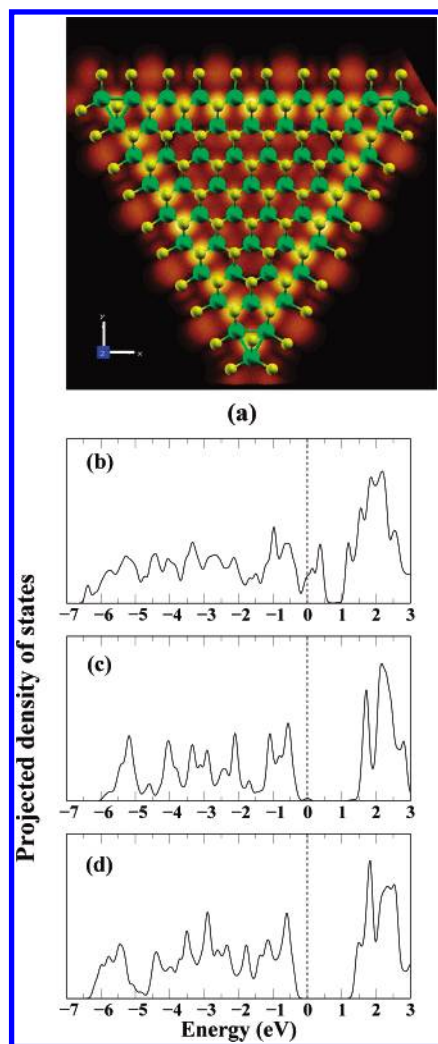 y
z x
(a)
(b)
−7 −6 −5 −4 −3 −2 −1 0 1 2 3
(c)
−7 −6 −5 −4 −3 −2 −1 0 1 2 3
(d)
−7 −6 −5 −4 −3 −2 −1 0 1 2 3
Energy (eV)
Projected density of states